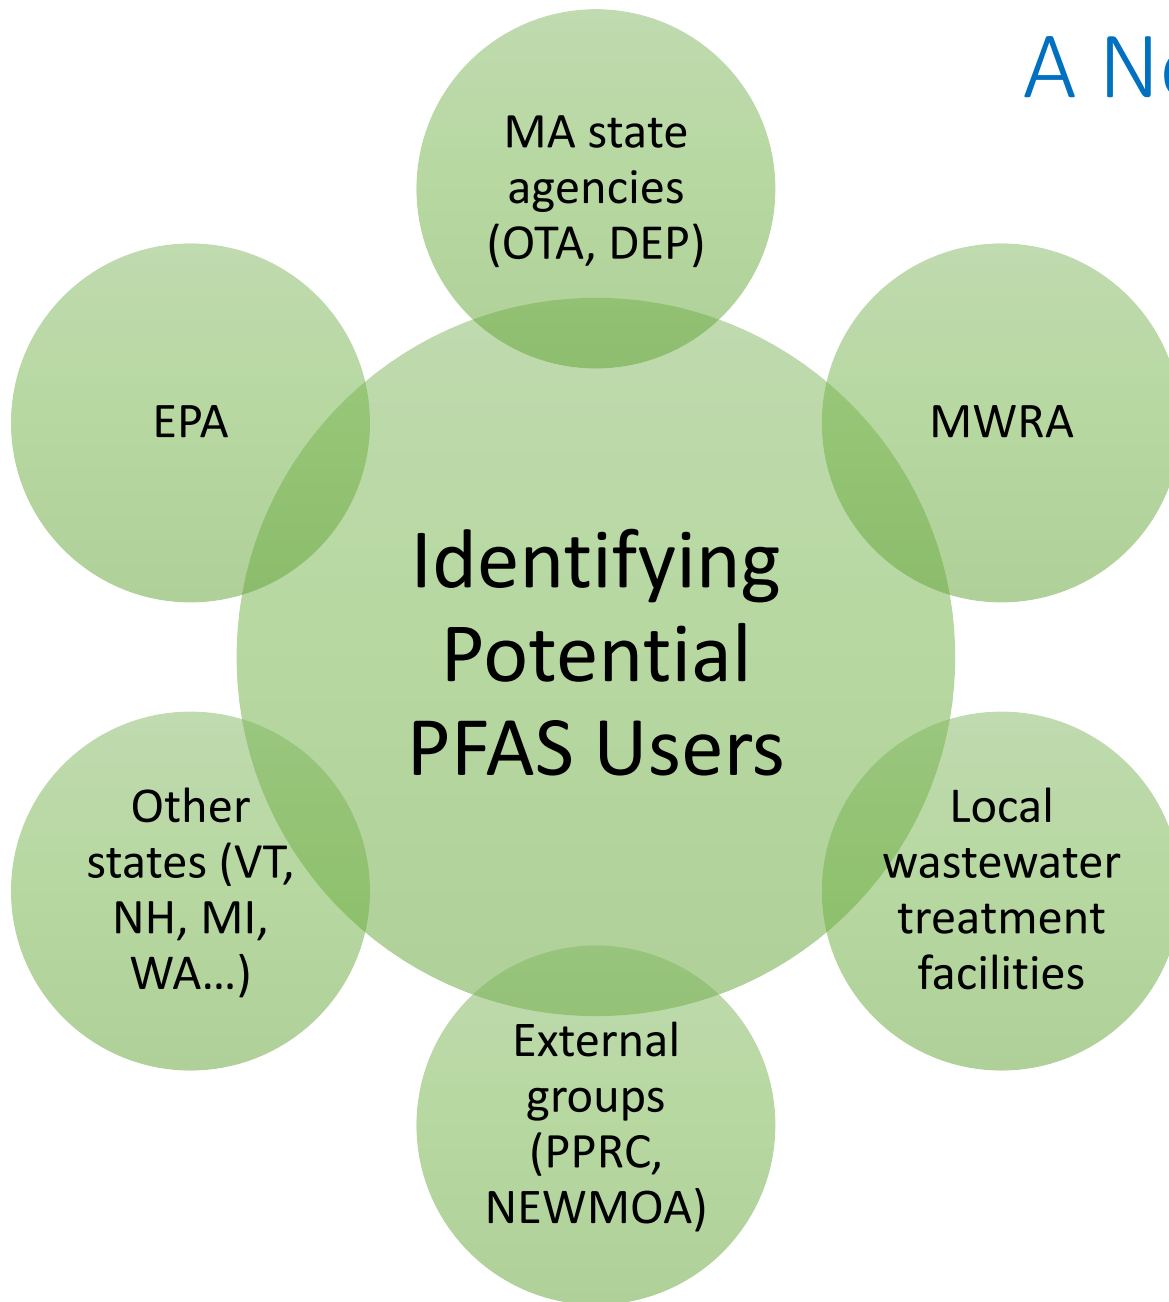 A N
MA state
agencies
(OTA, DEP)
EPA
MWRA
Identifying
Potential
PFAS Users
Other
states (VT,
NH, MI,
WA...)
Local
wastewater
treatment
facilities
External
groups
(PPRC,
NEWMOA)